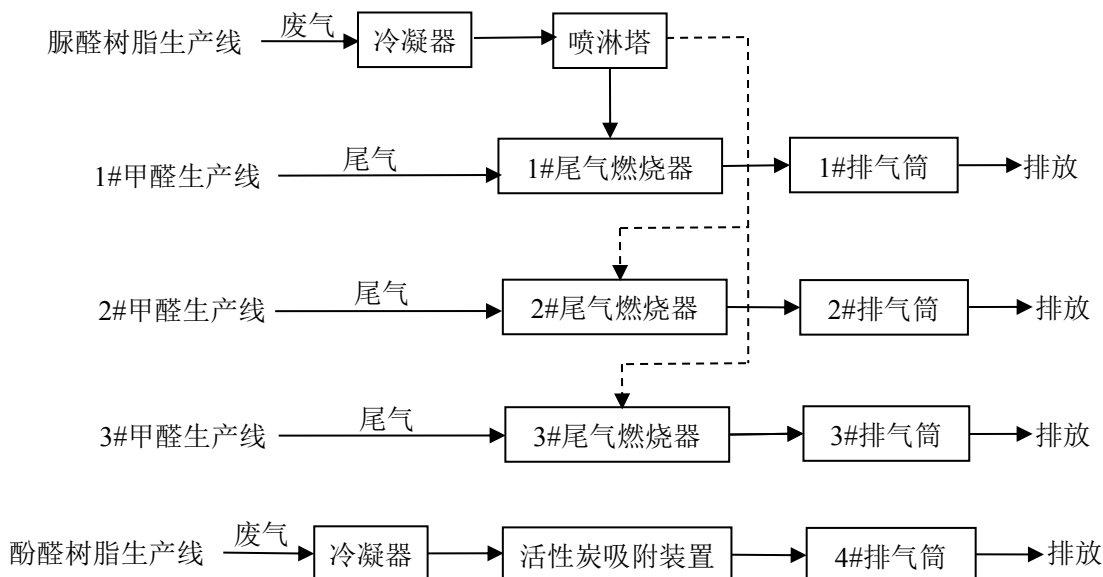 脲醛树脂生产线 废气 冷凝器 喷淋塔
1#甲醛生产线 尾气 1#尾气燃烧器 1#排气筒 排放
2#甲醛生产线 尾气 2#尾气燃烧器 2#排气筒 排放
3#甲醛生产线 尾气 3#尾气燃烧器 3#排气筒 排放
酚醛树脂生产线 废气 冷凝器 活性炭吸附装置 4#排气筒 排放